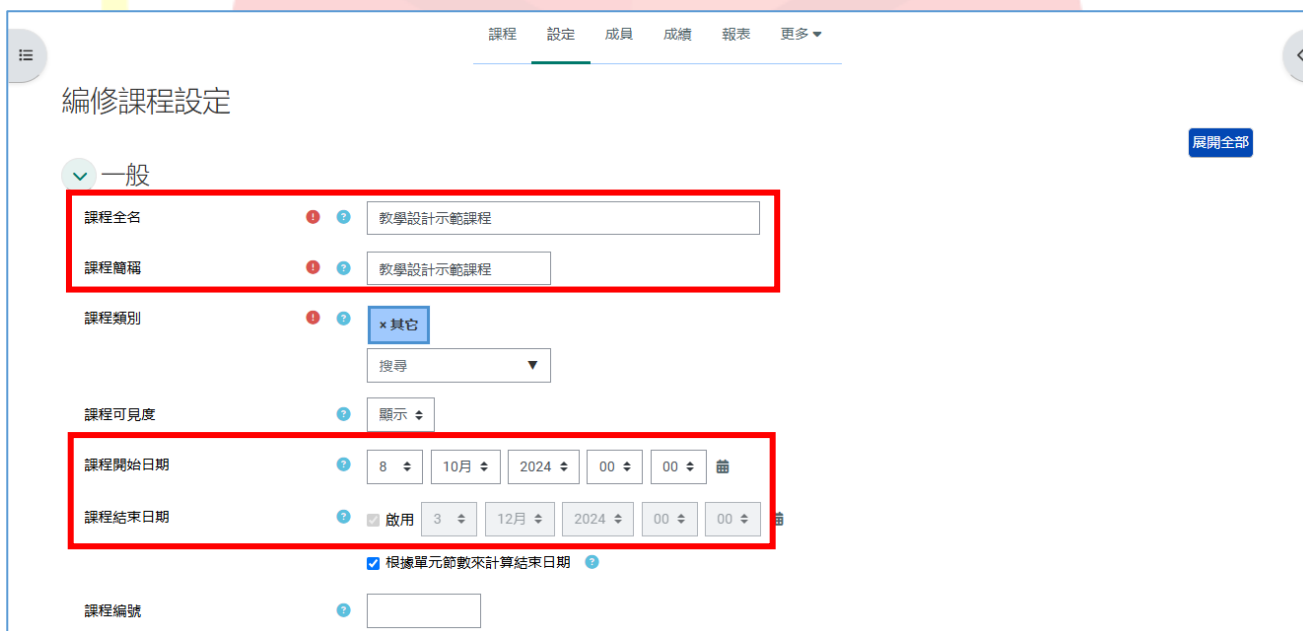 課程 設定 成員 成績 報表 更多
編修課程設定
展開全部
一般
課程全名 教學設計示範課程
課程簡稱 教學設計示範課程
課程類別 × 其它
搜尋
課程可見度 顯示
課程開始日期 8 10月 2024 00 00
課程結束日期 啟用 3 12月 2024 00 00
根據單元節數來計算結束日期
課程編號